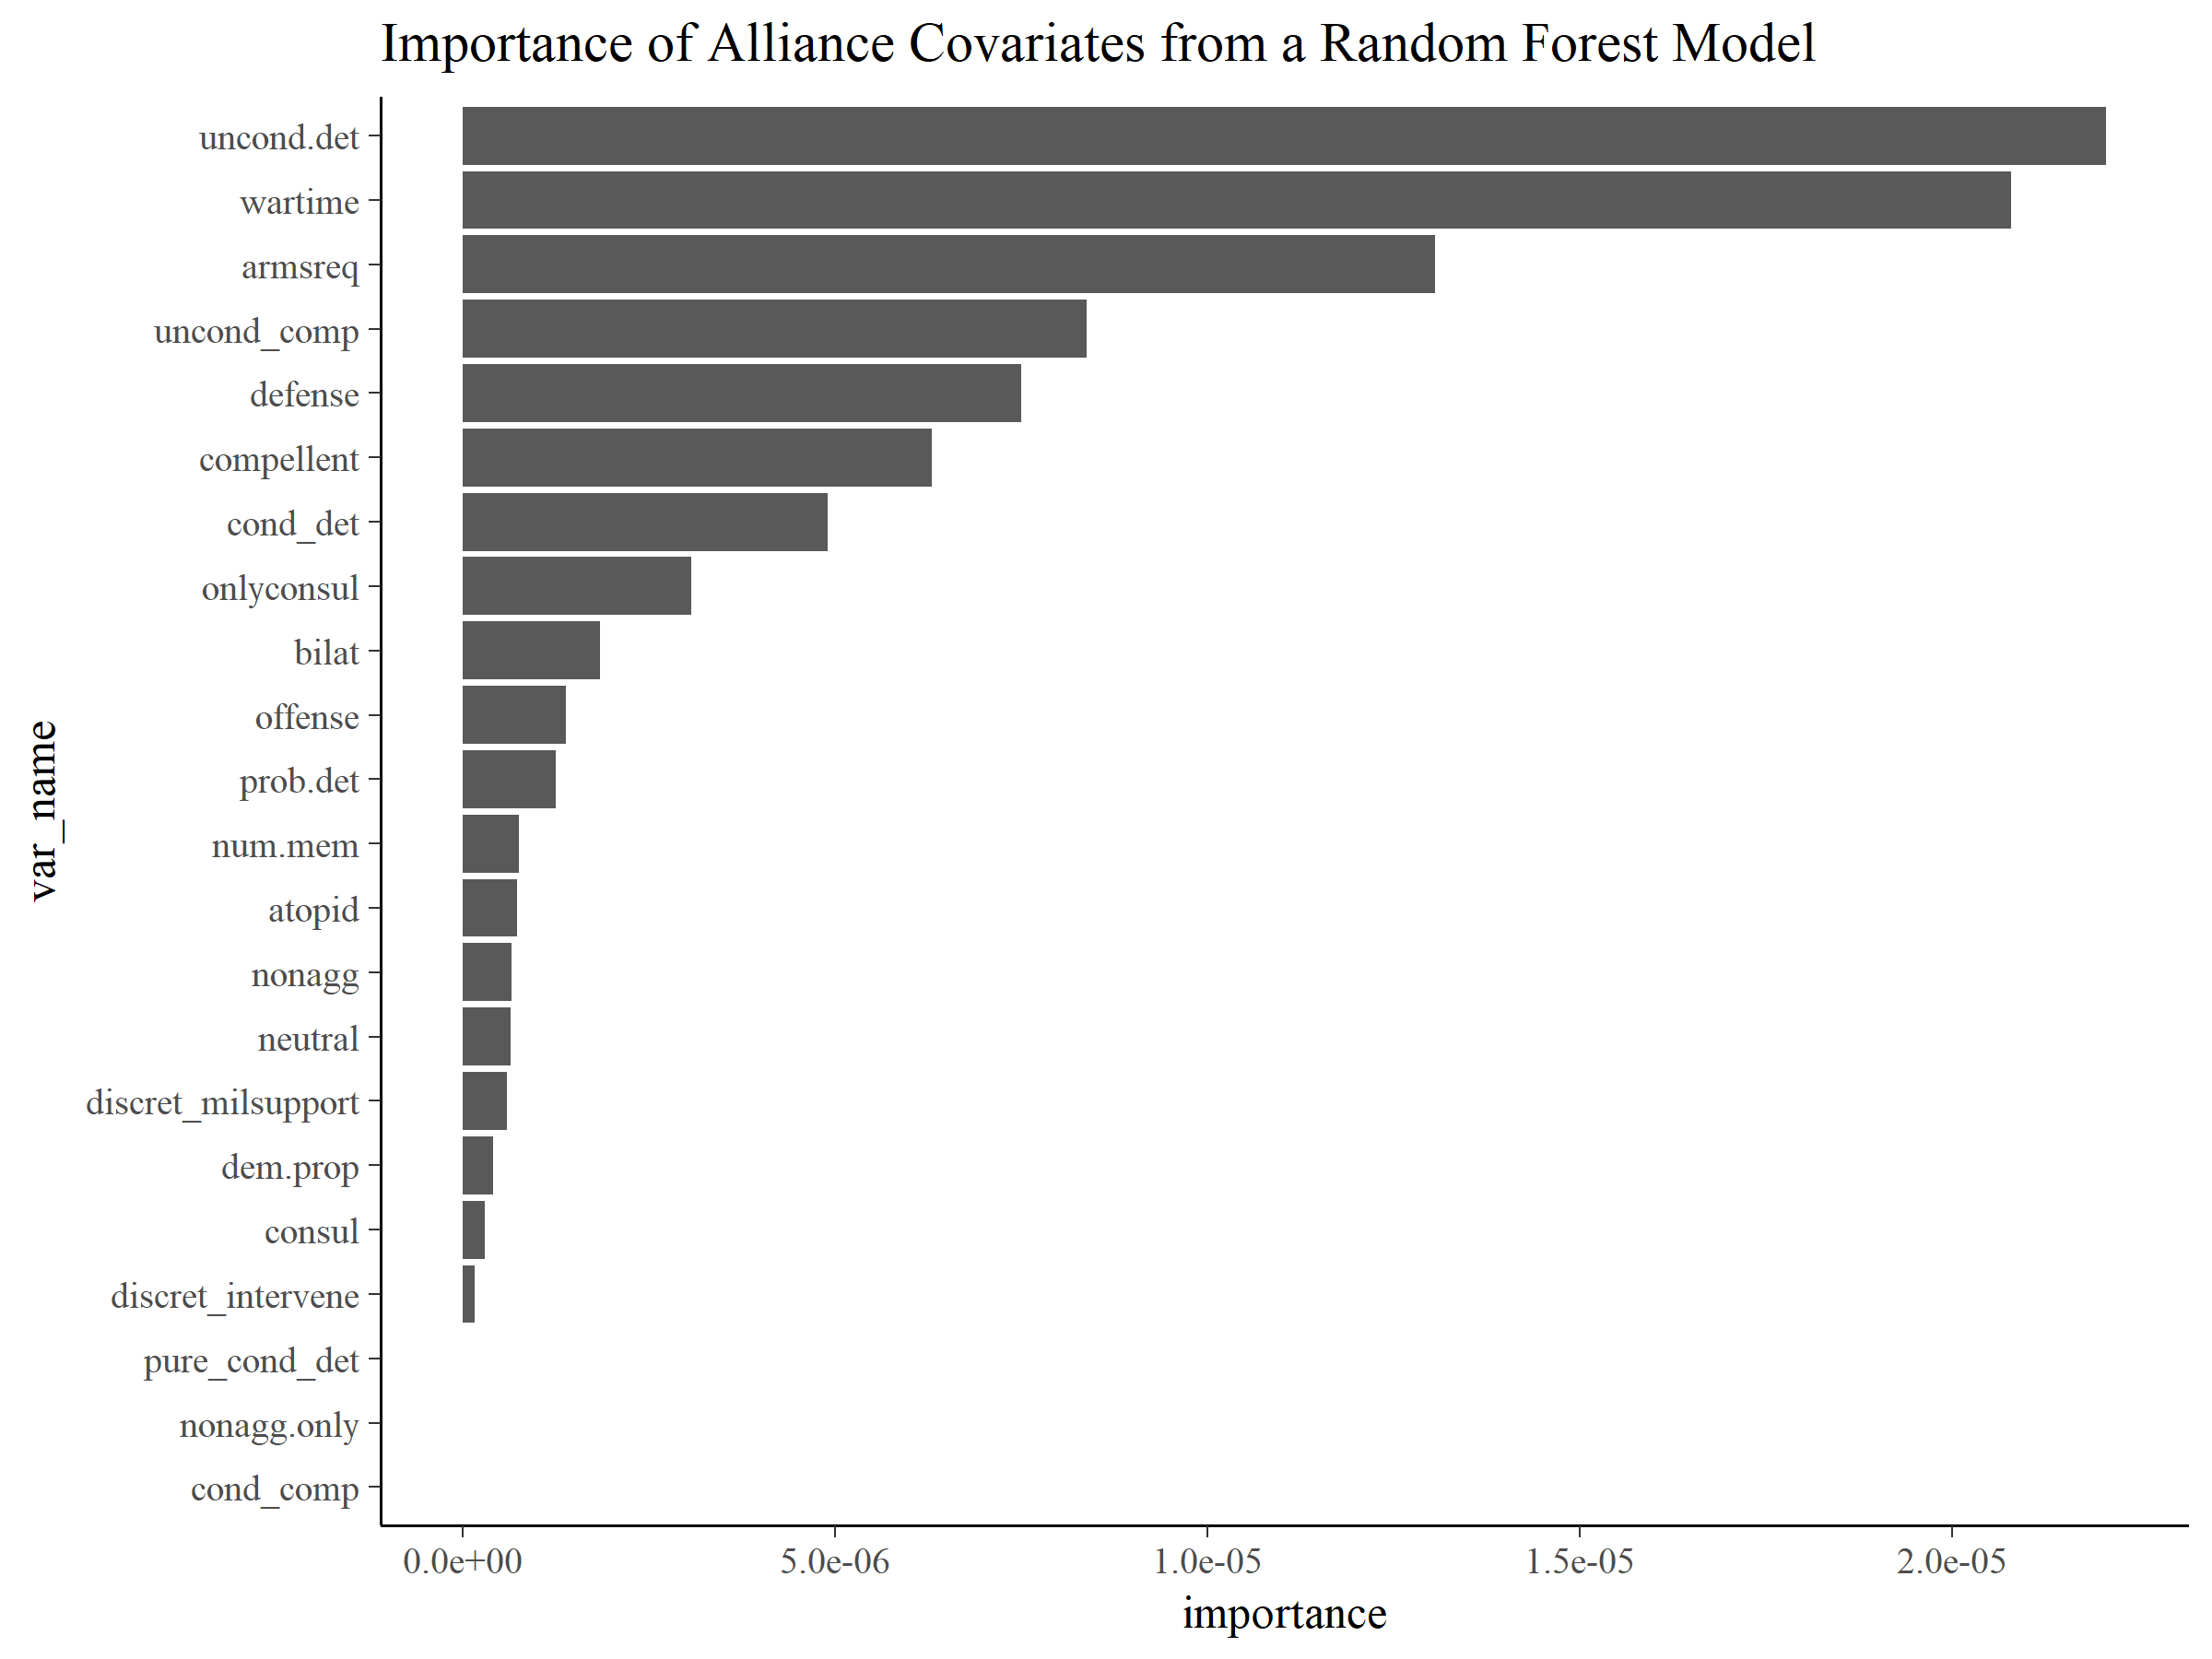 Importance of Alliance Covariates from a Random Forest Model
uncond.det
wartime
armsreq
uncond_comp
defense
compellent
cond_det
onlyconsul
bilat
offense
prob.det
num.mem
atopid
nonagg
neutral
discret_milsupport
dem.prop
consul
discret_intervene
pure_cond_det
nonagg.only
cond_comp
var_name
0.0e+00 5.0e-06 1.0e-05 1.5e-05 2.0e-05
importance